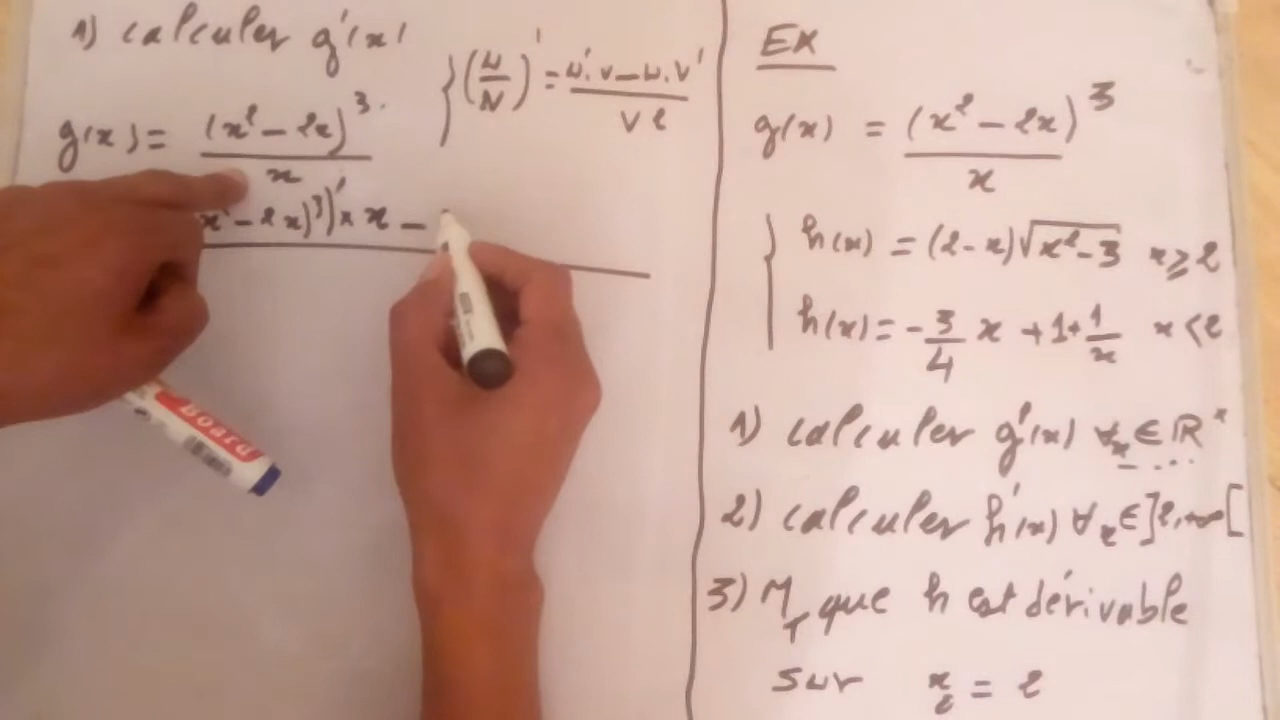 1) calculer g'(x)
g(x) = (x² - 2x)³ / x
{ (u/v)' = u'.v - u.v' / v²
x² - 2x)³)' × x -
Board
EX
g(x) = (x² - 2x)³ / x
{ h(x) = (2 - x)√x² - 3 x ≥ 2
h(x) = - 3/4 x + 1 + 1/x x < 2
1) calculer g'(x) ∀x ∈ ℝ*
2) calculer h'(x) ∀x ∈ ]2, +∞[
3) MT que h est dérivable
sur x = 2